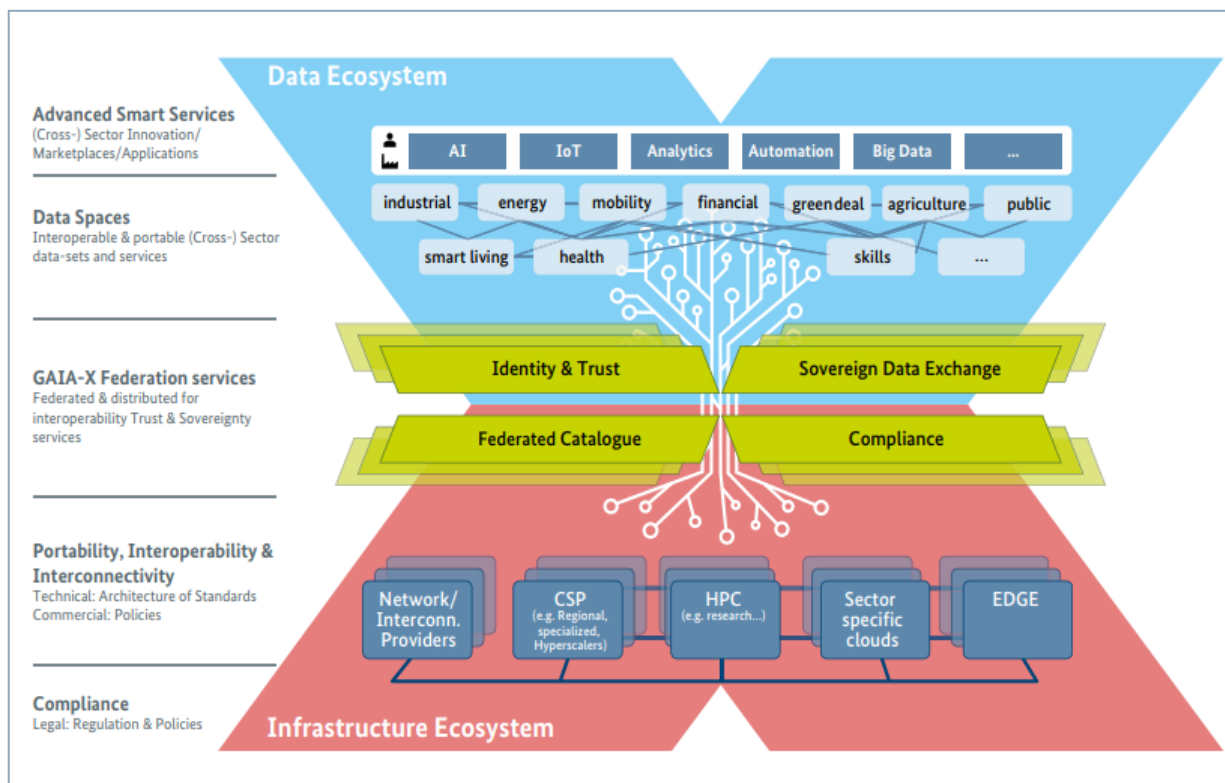 Data Ecosystem
Advanced Smart Services
(Cross-) Sector Innovation/
Marketplaces/Applications
AI
IoT
Analytics
Automation
Big Data
...
Data Spaces
Interoperable & portable (Cross-) Sector
data-sets and services
industrial
energy
mobility
financial
greendeal
agriculture
public
smart living
health
skills
...
GAIA-X Federation services
Federated & distributed for
interoperability Trust & Sovereignty
services
Identity & Trust
Sovereign Data Exchange
Federated Catalogue
Compliance
Portability, Interoperability &
Interconnectivity
Technical: Architecture of Standards
Commercial: Policies
Network/
Interconn.
Providers
CSP
(e.g. Regional,
specialized,
Hyperscalers)
HPC
(e.g. research...)
Sector
specific
clouds
EDGE
Compliance
Legal: Regulation & Policies
Infrastructure Ecosystem